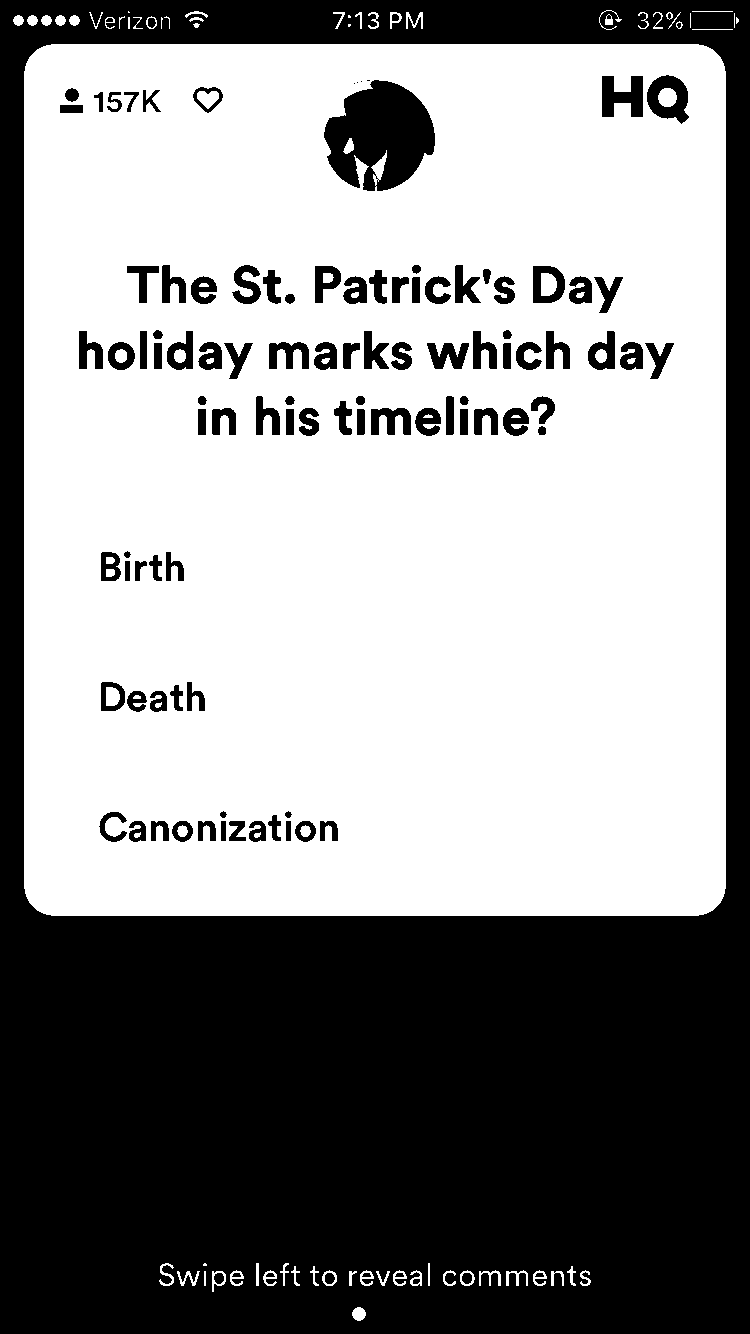 Verizon 7:13 PM 32%
157K HQ
The St. Patrick's Day
holiday marks which day
in his timeline?
Birth
Death
Canonization
Swipe left to reveal comments